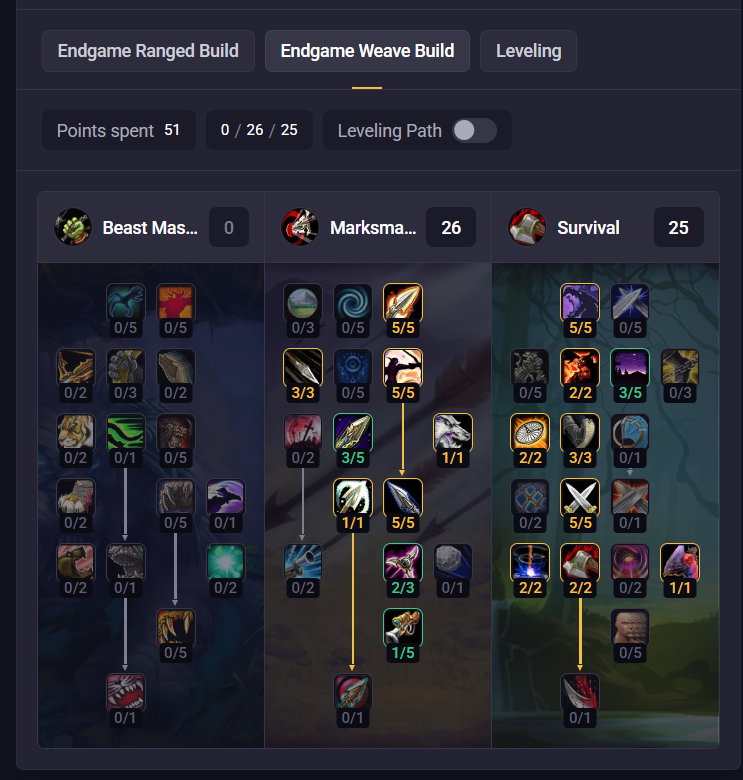 Endgame Ranged Build Endgame Weave Build Leveling
Points spent 51 0 / 26 / 25 Leveling Path
Beast Mas... 0 Marksma... 26 Survival 25
0/5 0/5 0/3 0/5 5/5 5/5 0/5
0/2 0/3 0/2 3/3 0/5 5/5 0/5 2/2 3/5 0/3
0/2 0/1 0/5 0/2 3/5 1/1 2/2 3/3 0/1
0/2 0/5 0/1 1/1 5/5 0/2 5/5 0/1
0/2 0/1 0/2 0/2 2/3 0/1 2/2 2/2 0/2 1/1
0/5 1/5 0/5
0/1 0/1 0/1